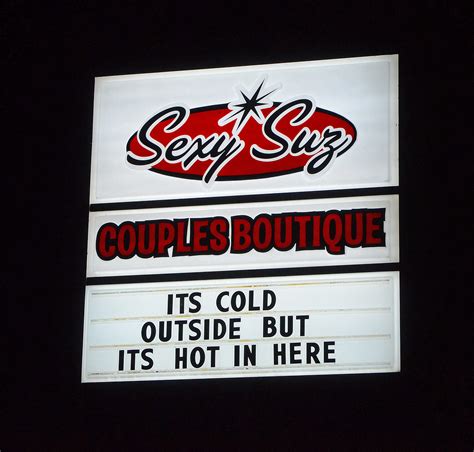 Sexy Suz
COUPLES BOUTIQUE
ITS COLD
OUTSIDE BUT
ITS HOT IN HERE